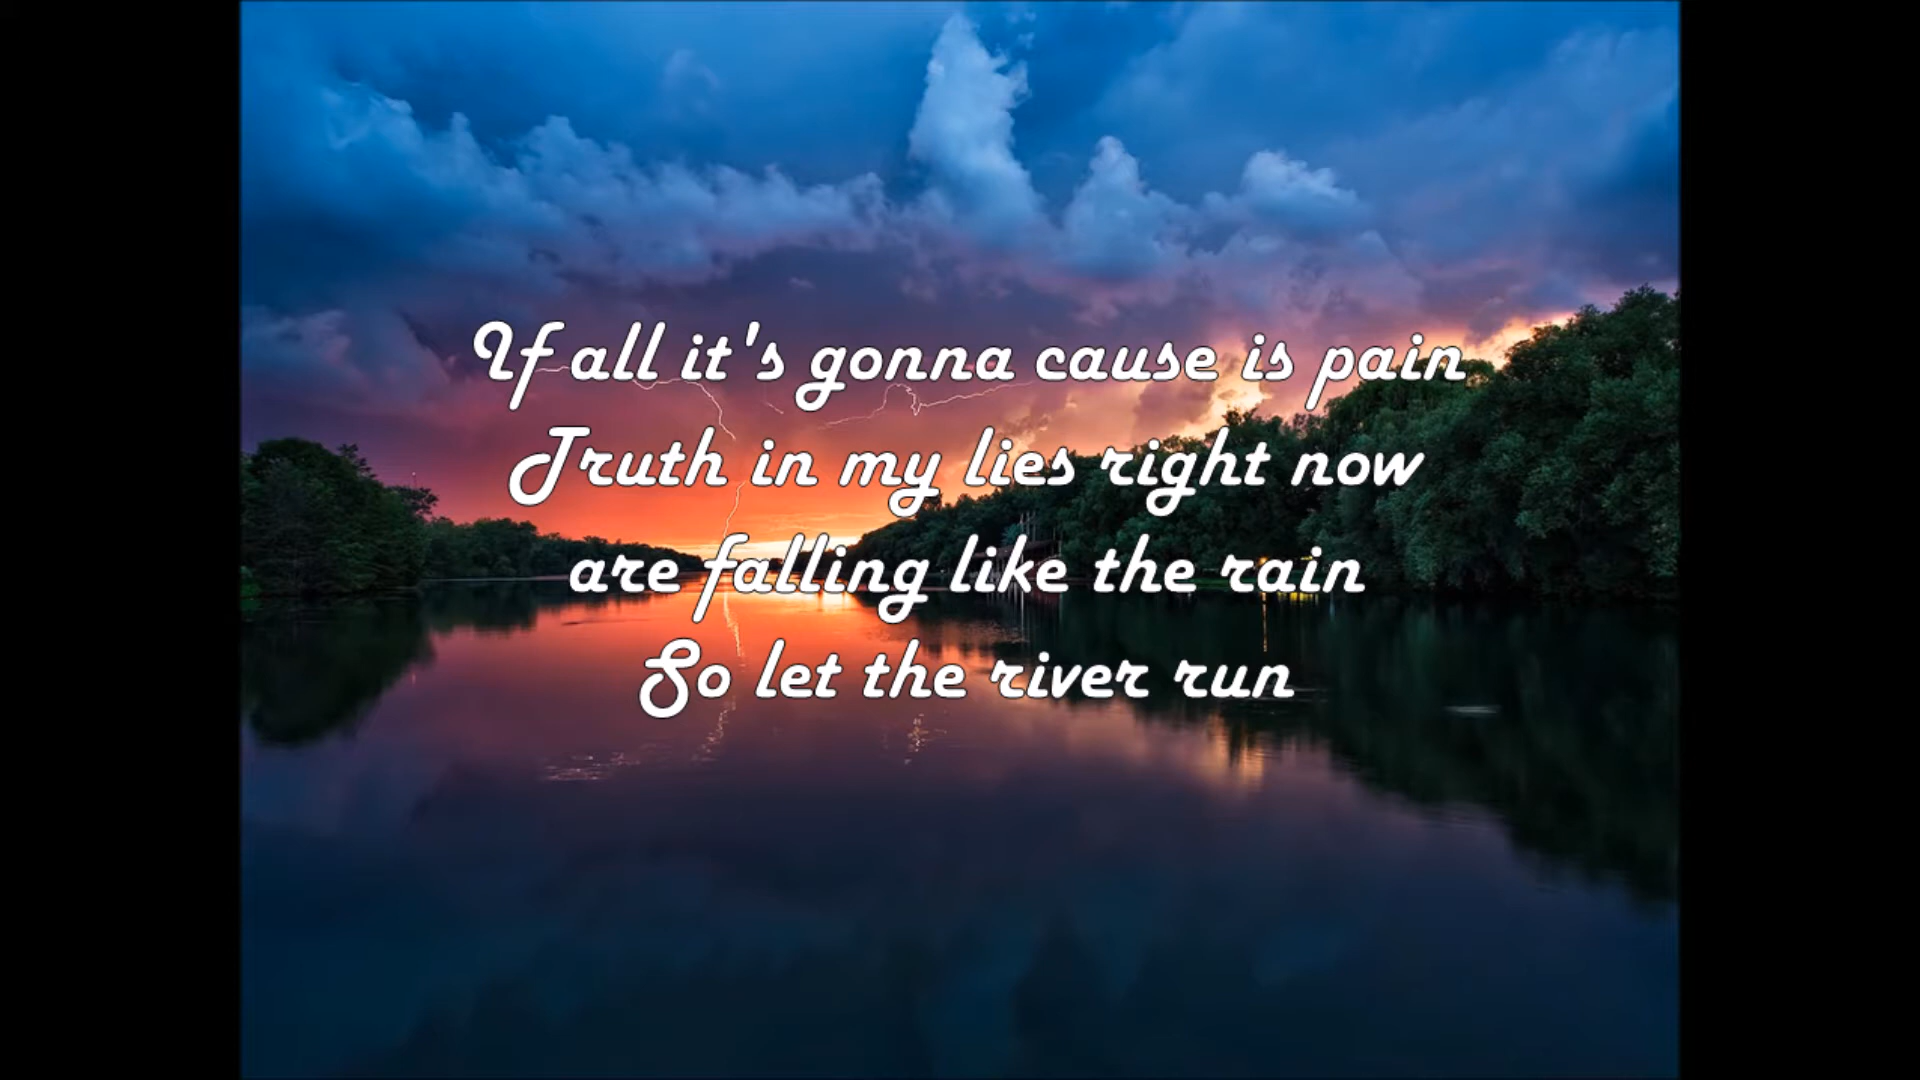 If all it's gonna cause is pain
Truth in my lies right now
are falling like the rain
So let the river run